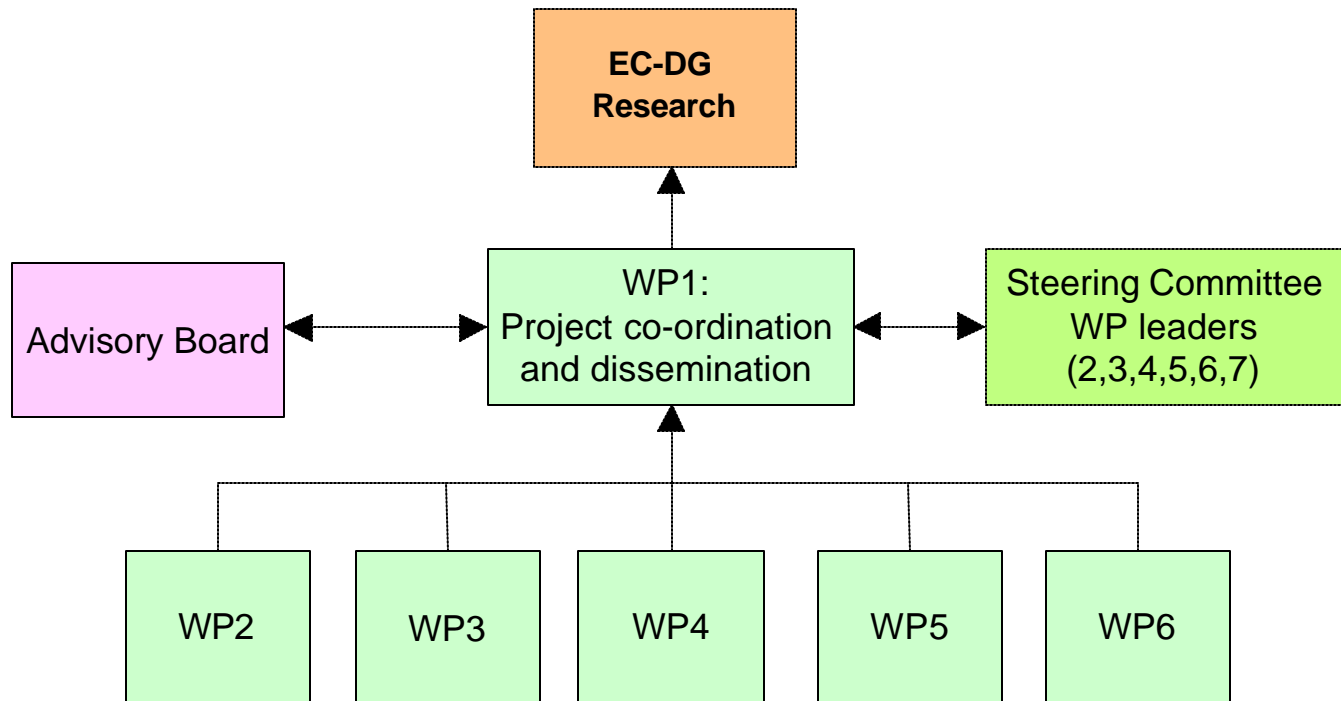 EC-DG
Research
Advisory Board
WP1:
Project co-ordination
and dissemination
Steering Committee
WP leaders
(2,3,4,5,6,7)
WP2
WP3
WP4
WP5
WP6